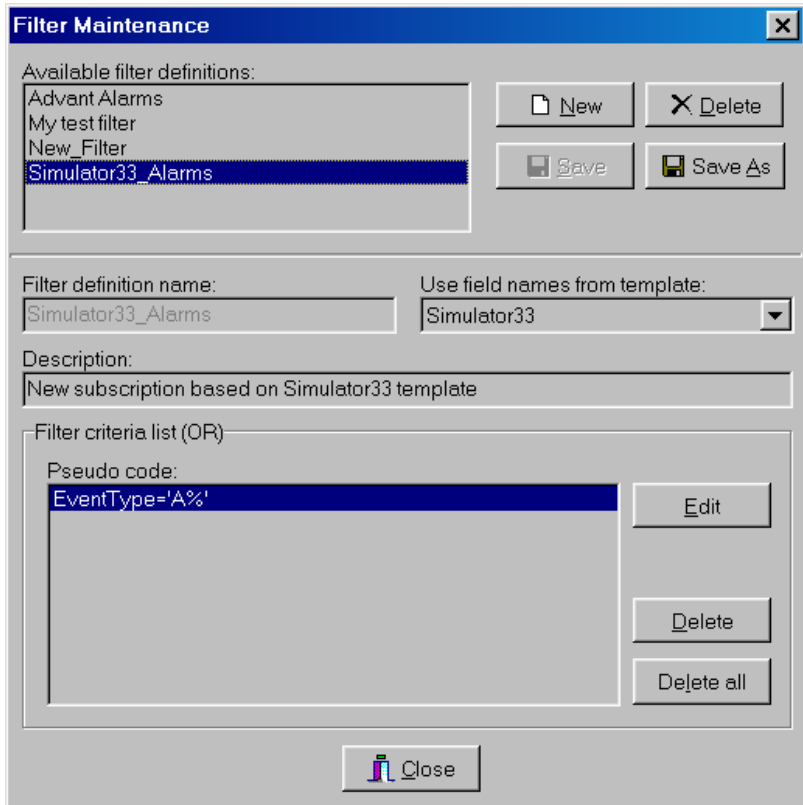 Filter Maintenance
Available filter definitions:
Advant Alarms
My test filter
New_Filter
Simulator33_Alarms
New
Delete
Save
Save As
Filter definition name:
Simulator33_Alarms
Use field names from template:
Simulator33
Description:
New subscription based on Simulator33 template
Filter criteria list (OR)
Pseudo code:
EventType='A%'
Edit
Delete
Delete all
Close